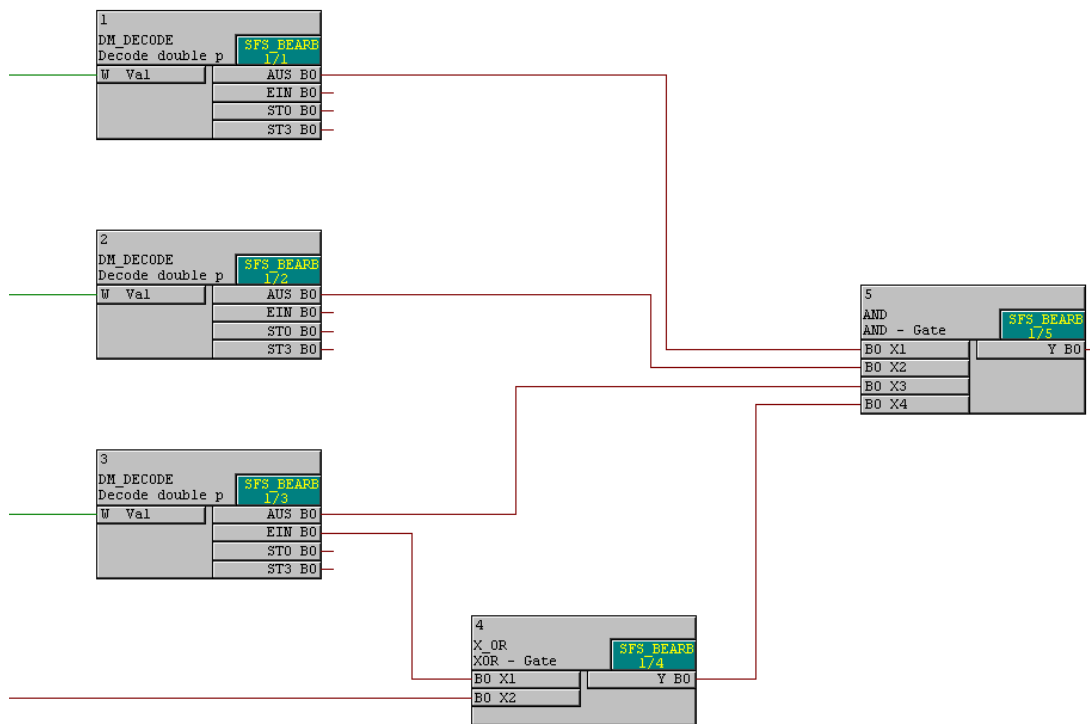 1
DM_DECODE
Decode double p
SFS_BEARB
1/1
W Val
AUS BO
EIN BO
ST0 BO
ST3 BO
2
DM_DECODE
Decode double p
SFS_BEARB
1/2
W Val
AUS BO
EIN BO
ST0 BO
ST3 BO
3
DM_DECODE
Decode double p
SFS_BEARB
1/3
W Val
AUS BO
EIN BO
ST0 BO
ST3 BO
4
X_OR
XOR - Gate
SFS_BEARB
1/4
BO X1
Y BO
BO X2
5
AND
AND - Gate
SFS_BEARB
1/5
BO X1
Y BO
BO X2
BO X3
BO X4